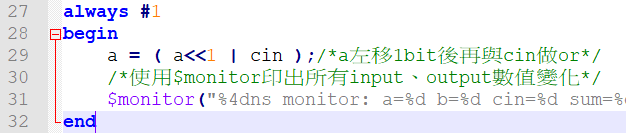 27 always #1
28 begin
29 a = ( a<<1 | cin );/*a左移1bit後再與cin做or*/
30 /*使用$monitor印出所有input、output數值變化*/
31 $monitor("%4dns monitor: a=%d b=%d cin=%d sum=%
32 end